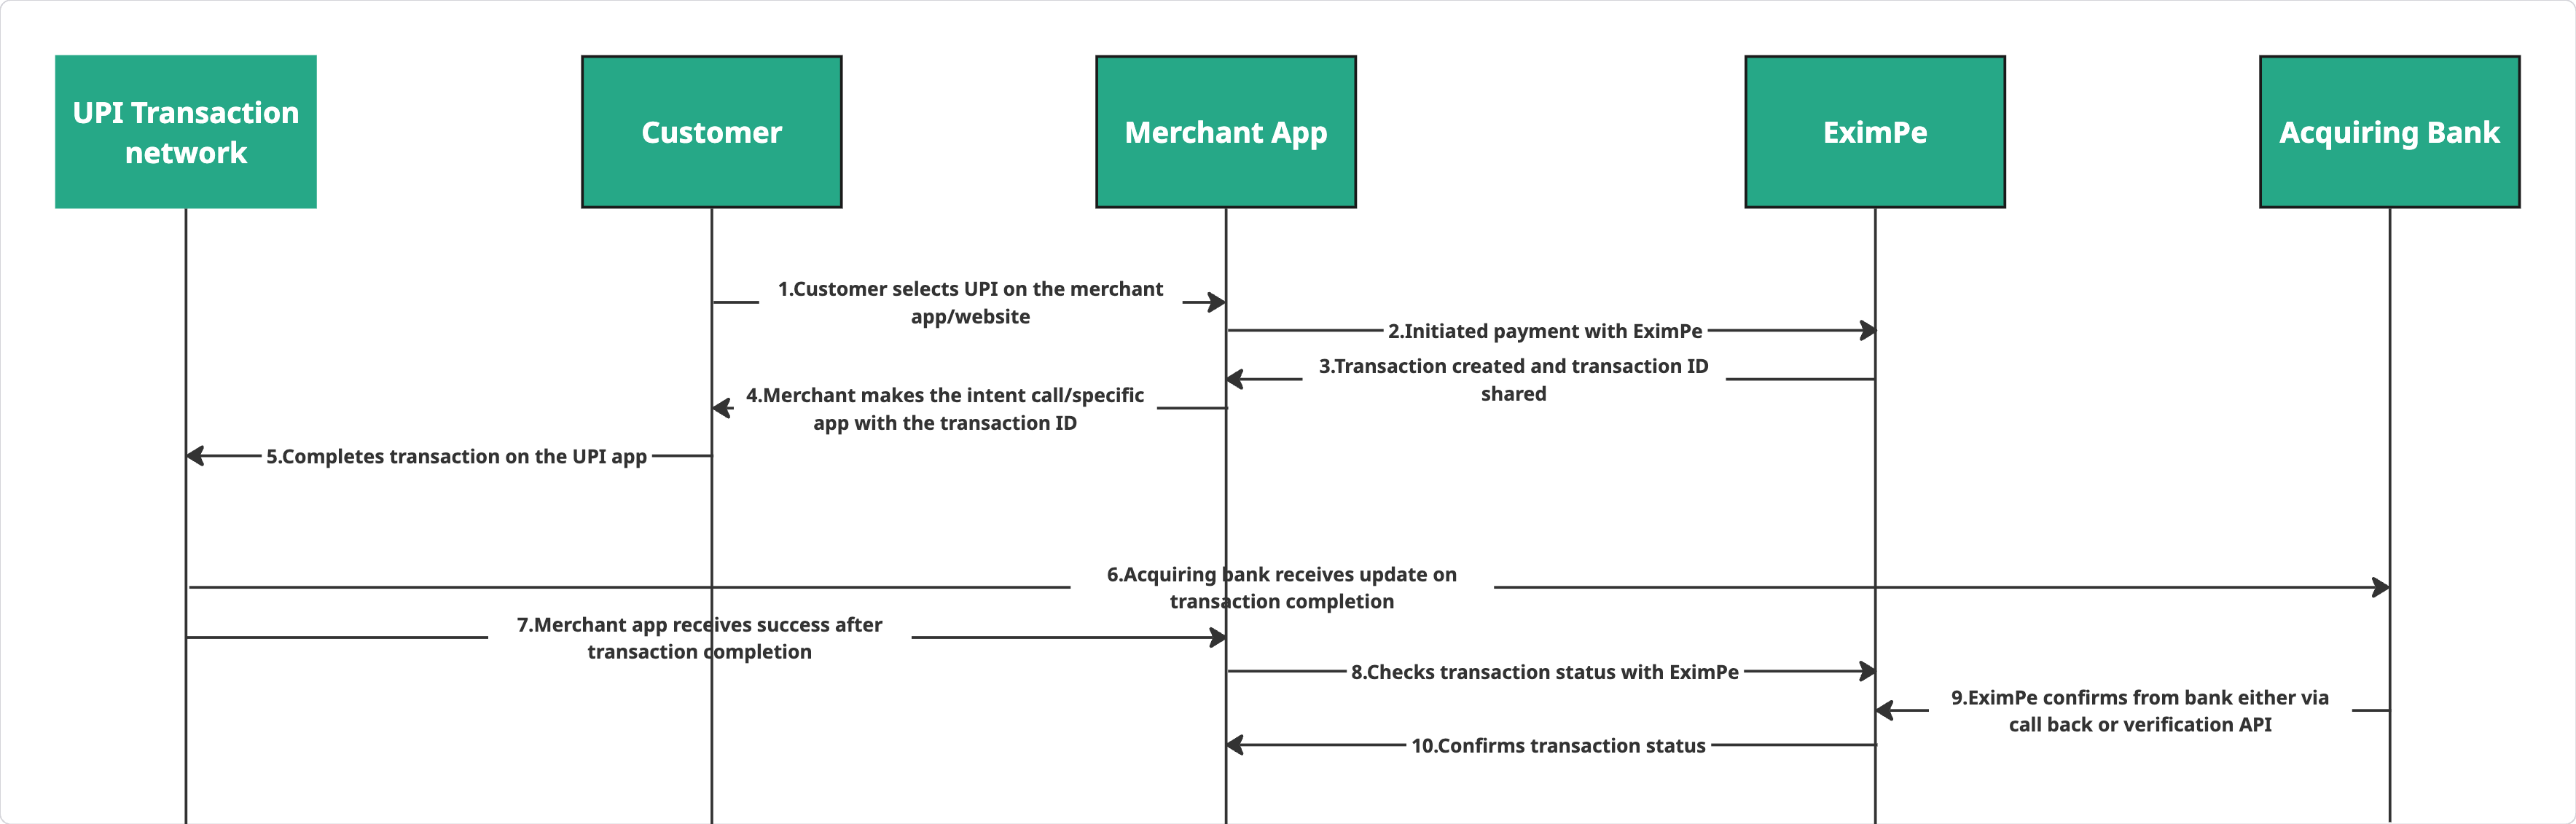 UPI Transaction
network
Customer
Merchant App
EximPe
Acquiring Bank
1.Customer selects UPI on the merchant
app/website
2.Initiated payment with EximPe
3.Transaction created and transaction ID
shared
4.Merchant makes the intent call/specific
app with the transaction ID
5.Completes transaction on the UPI app
6.Acquiring bank receives update on
transaction completion
7.Merchant app receives success after
transaction completion
8.Checks transaction status with EximPe
9.EximPe confirms from bank either via
call back or verification API
10.Confirms transaction status